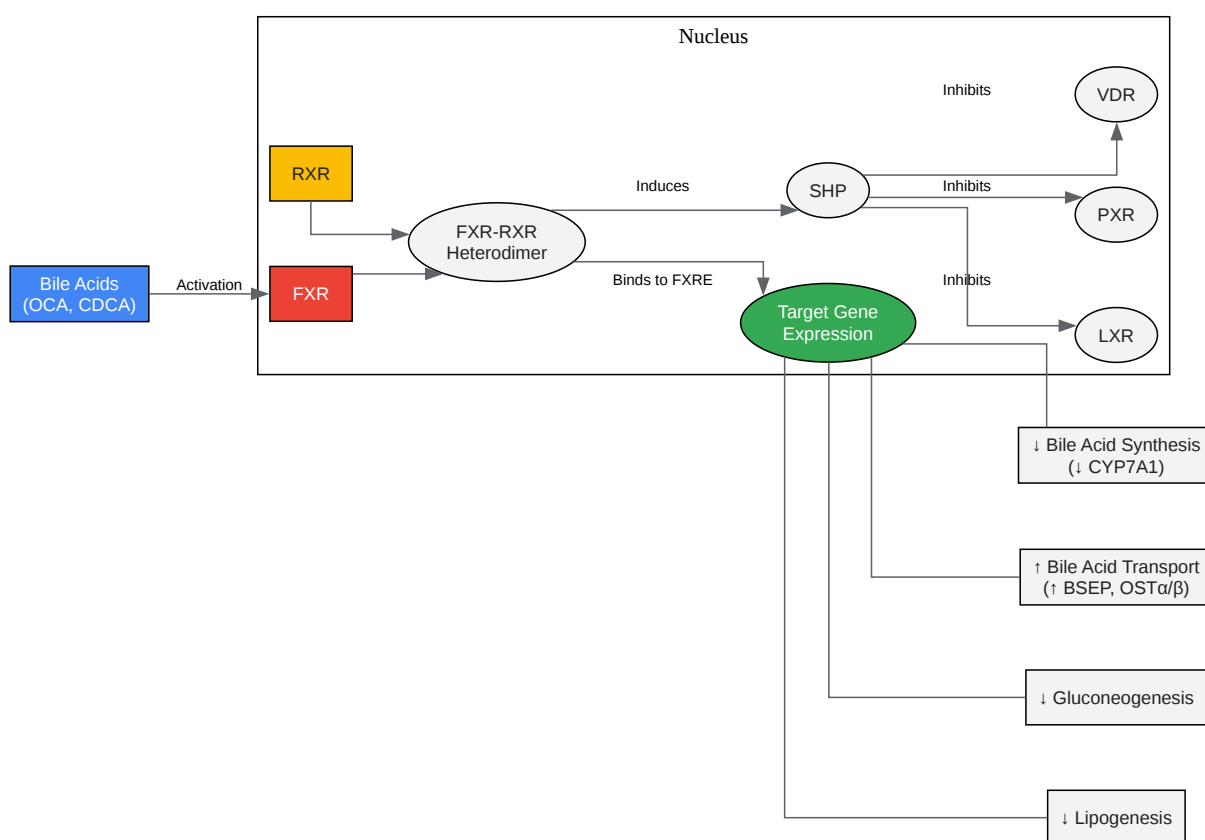 Nucleus
Inhibits
VDR
RXR
Induces
SHP
Inhibits
PXR
FXR-RXR
Heterodimer
Bile Acids
(OCA, CDCA)
Activation
FXR
Binds to FXRE
Inhibits
Target Gene
Expression
LXR
↓ Bile Acid Synthesis
(↓ CYP7A1)
↑ Bile Acid Transport
(↑ BSEP, OSTα/β)
↓ Gluconeogenesis
↓ Lipogenesis